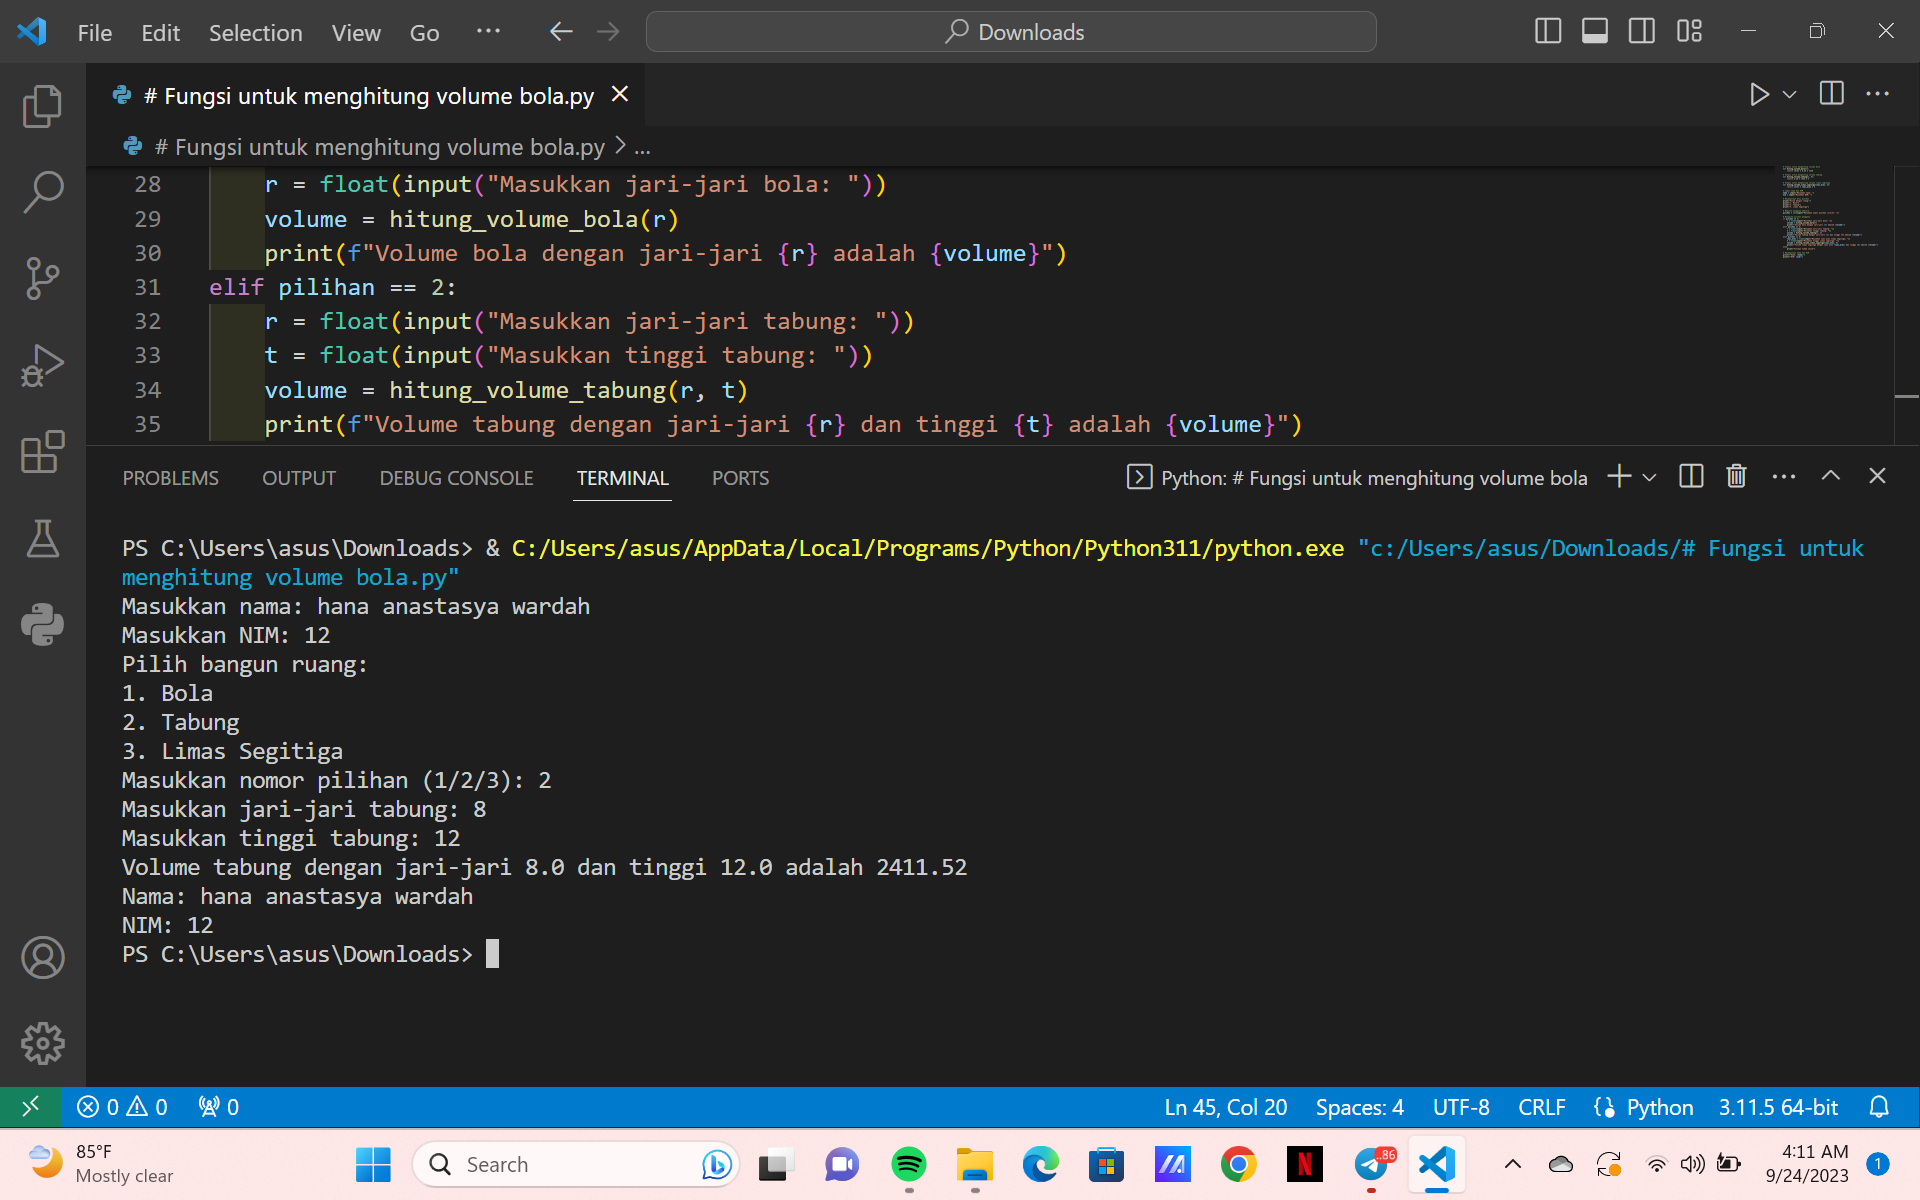 File Edit Selection View Go ··· Downloads
# Fungsi untuk menghitung volume bola.py
# Fungsi untuk menghitung volume bola.py > ...
28 r = float(input("Masukkan jari-jari bola: "))
29 volume = hitung_volume_bola(r)
30 print(f"Volume bola dengan jari-jari {r} adalah {volume}")
31 elif pilihan == 2:
32 r = float(input("Masukkan jari-jari tabung: "))
33 t = float(input("Masukkan tinggi tabung: "))
34 volume = hitung_volume_tabung(r, t)
35 print(f"Volume tabung dengan jari-jari {r} dan tinggi {t} adalah {volume}")
PROBLEMS OUTPUT DEBUG CONSOLE TERMINAL PORTS Python: # Fungsi untuk menghitung volume bola
PS C:\Users\asus\Downloads> & C:/Users/asus/AppData/Local/Programs/Python/Python311/python.exe "c:/Users/asus/Downloads/# Fungsi untuk
menghitung volume bola.py"
Masukkan nama: hana anastasya wardah
Masukkan NIM: 12
Pilih bangun ruang:
1. Bola
2. Tabung
3. Limas Segitiga
Masukkan nomor pilihan (1/2/3): 2
Masukkan jari-jari tabung: 8
Masukkan tinggi tabung: 12
Volume tabung dengan jari-jari 8.0 dan tinggi 12.0 adalah 2411.52
Nama: hana anastasya wardah
NIM: 12
PS C:\Users\asus\Downloads>
0 0 0 Ln 45, Col 20 Spaces: 4 UTF-8 CRLF Python 3.11.5 64-bit
85°F
Mostly clear
Search
..86
4:11 AM
9/24/2023
1